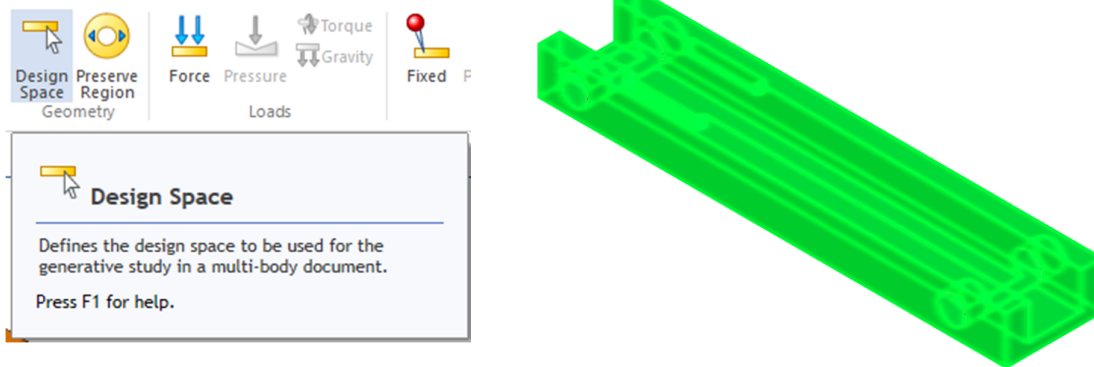 Design
Space
Preserve
Region
Geometry
Force
Pressure
Torque
Gravity
Loads
Fixed
P
Design Space
Defines the design space to be used for the
generative study in a multi-body document.
Press F1 for help.